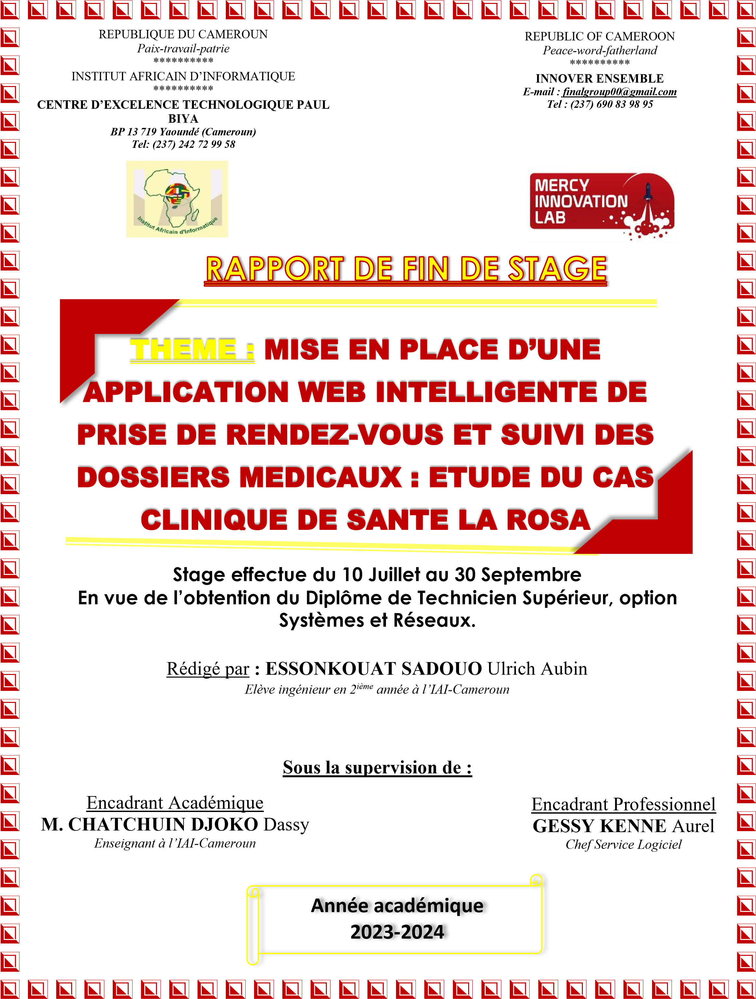 REPUBLIQUE DU CAMEROUN
Paix-travail-patrie
**********
INSTITUT AFRICAIN D’INFORMATIQUE
**********
CENTRE D’EXCELENCE TECHNOLOGIQUE PAUL
BIYA
BP 13 719 Yaoundé (Cameroun)
Tel: (237) 242 72 99 58
REPUBLIC OF CAMEROON
Peace-word-fatherland
**********
INNOVER ENSEMBLE
E-mail : finalgroup00@gmail.com
Tel : (237) 690 83 98 95
IAI
Institut Africain d'Informatique
MERCY
INNOVATION
LAB
RAPPORT DE FIN DE STAGE
THEME : MISE EN PLACE D’UNE
APPLICATION WEB INTELLIGENTE DE
PRISE DE RENDEZ-VOUS ET SUIVI DES
DOSSIERS MEDICAUX : ETUDE DU CAS
CLINIQUE DE SANTE LA ROSA
Stage effectue du 10 Juillet au 30 Septembre
En vue de l’obtention du Diplôme de Technicien Supérieur, option
Systèmes et Réseaux.
Rédigé par : ESSONKOUAT SADOUO Ulrich Aubin
Elève ingénieur en 2ième année à l’IAI-Cameroun
Sous la supervision de :
Encadrant Académique
M. CHATCHUIN DJOKO Dassy
Enseignant à l’IAI-Cameroun
Encadrant Professionnel
GESSY KENNE Aurel
Chef Service Logiciel
Année académique
2023-2024